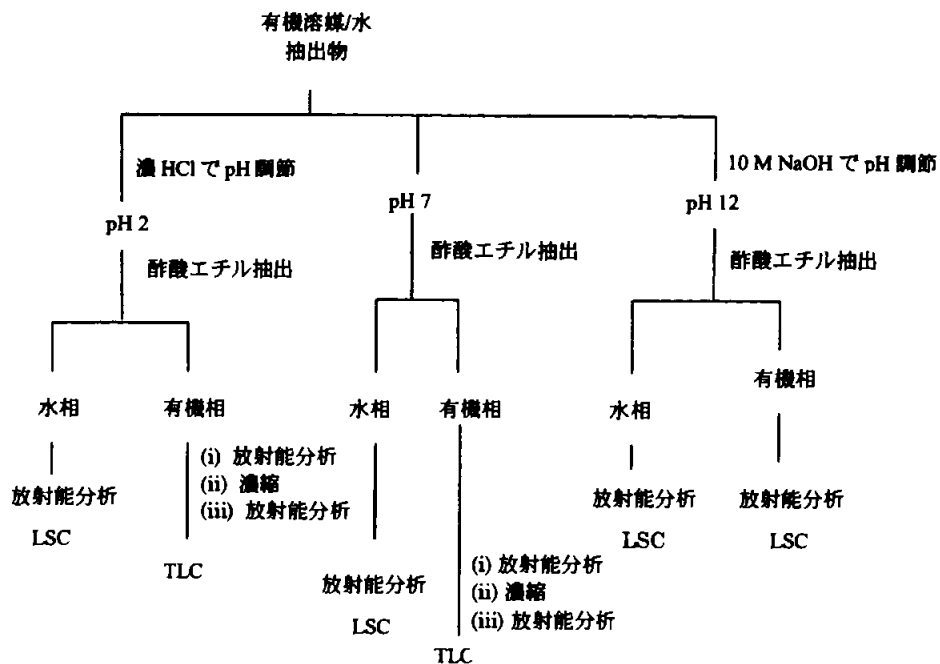 有機溶媒/水
抽出物
濃 HCl で pH 調節
10 M NaOH で pH 調節
pH 2
pH 7
pH 12
酢酸エチル抽出
酢酸エチル抽出
酢酸エチル抽出
水相
有機相
水相
有機相
水相
有機相
(i) 放射能分析
(ii) 濃縮
(iii) 放射能分析
放射能分析
LSC
TLC
放射能分析
LSC
(i) 放射能分析
(ii) 濃縮
(iii) 放射能分析
TLC
放射能分析
LSC
放射能分析
LSC